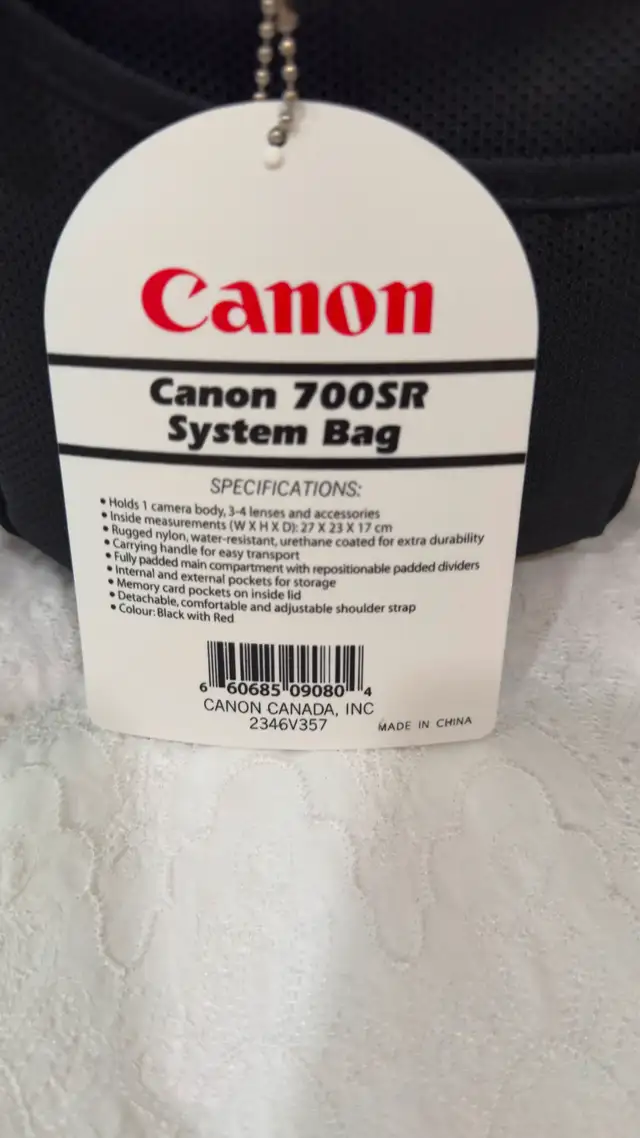 Canon
Canon 700SR
System Bag
SPECIFICATIONS:
• Holds 1 camera body, 3-4 lenses and accessories
• Inside measurements (W X H X D): 27 X 23 X 17 cm
• Rugged nylon, water-resistant, urethane coated for extra durability
• Carrying handle for easy transport
• Fully padded main compartment with repositionable padded dividers
• Internal and external pockets for storage
• Memory card pockets on inside lid
• Detachable, comfortable and adjustable shoulder strap
• Colour: Black with Red
6 60685 09080 4
CANON CANADA, INC
2346V357
MADE IN CHINA